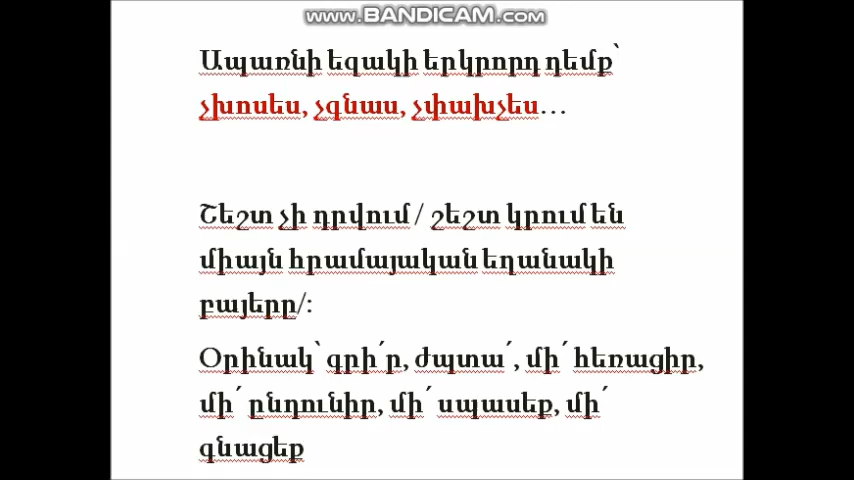 www.BANDICAM.com
Ապառնի եզակի երկրորդ դեմք՝
չխոսես, չգնաս, չփախչես...
Շեշտ չի դրվում / շեշտ կրում են
միայն հրամայական եղանակի
բայերը/:
Օրինակ՝ գրի՛ր, ժպտա՛, մի՛ հեռացիր,
մի՛ ընդունիր, մի՛ սպասեք, մի՛
գնացեք